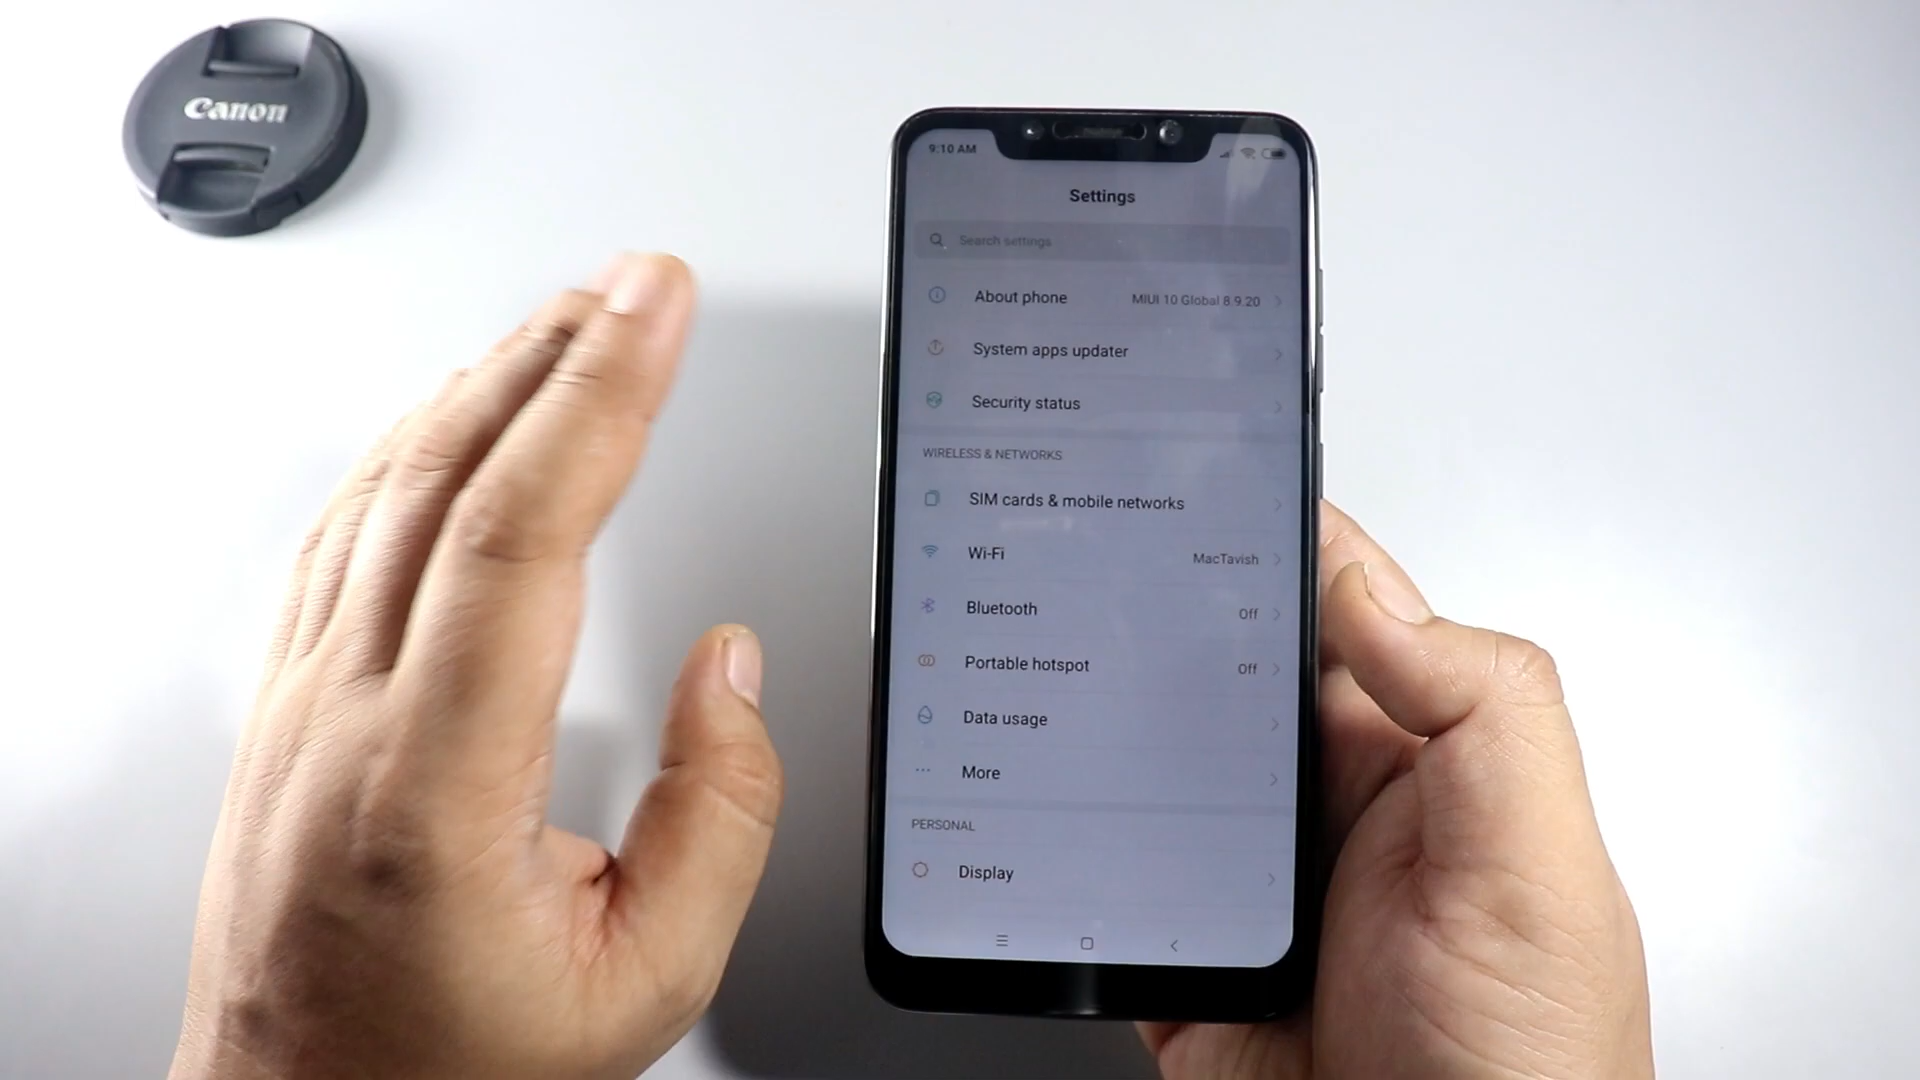 Canon
9:10 AM
Settings
Search settings
About phone MIUI 10 Global 8.9.20
System apps updater
Security status
WIRELESS & NETWORKS
SIM cards & mobile networks
Wi-Fi MacTavish
Bluetooth Off
Portable hotspot Off
Data usage
More
PERSONAL
Display